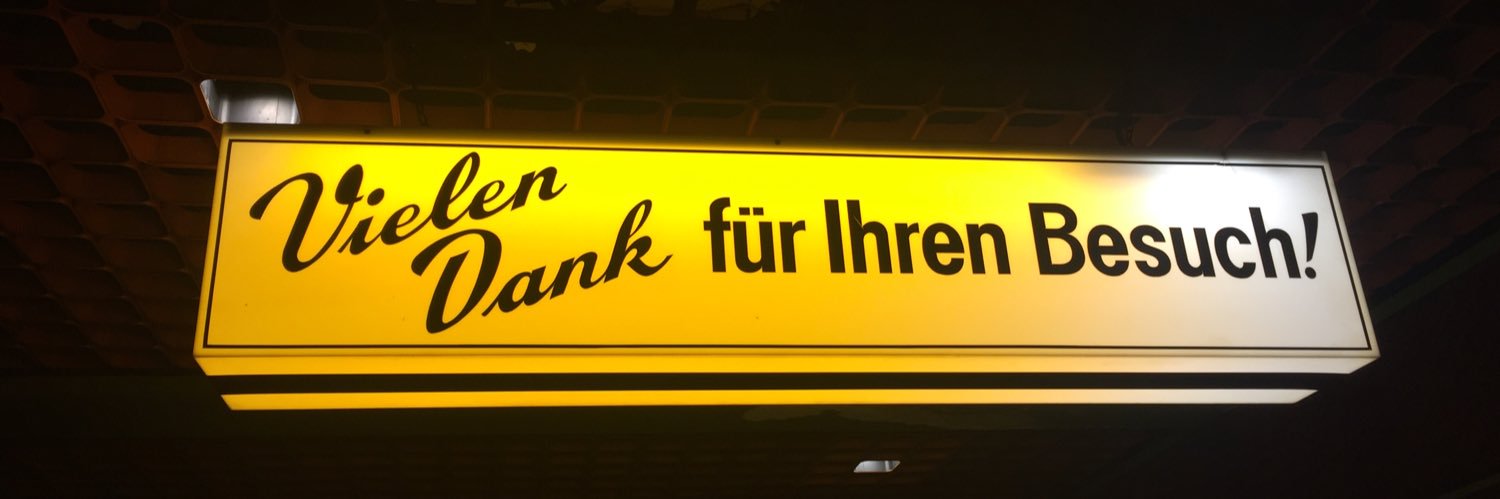 Vielen
Dank für Ihren Besuch!